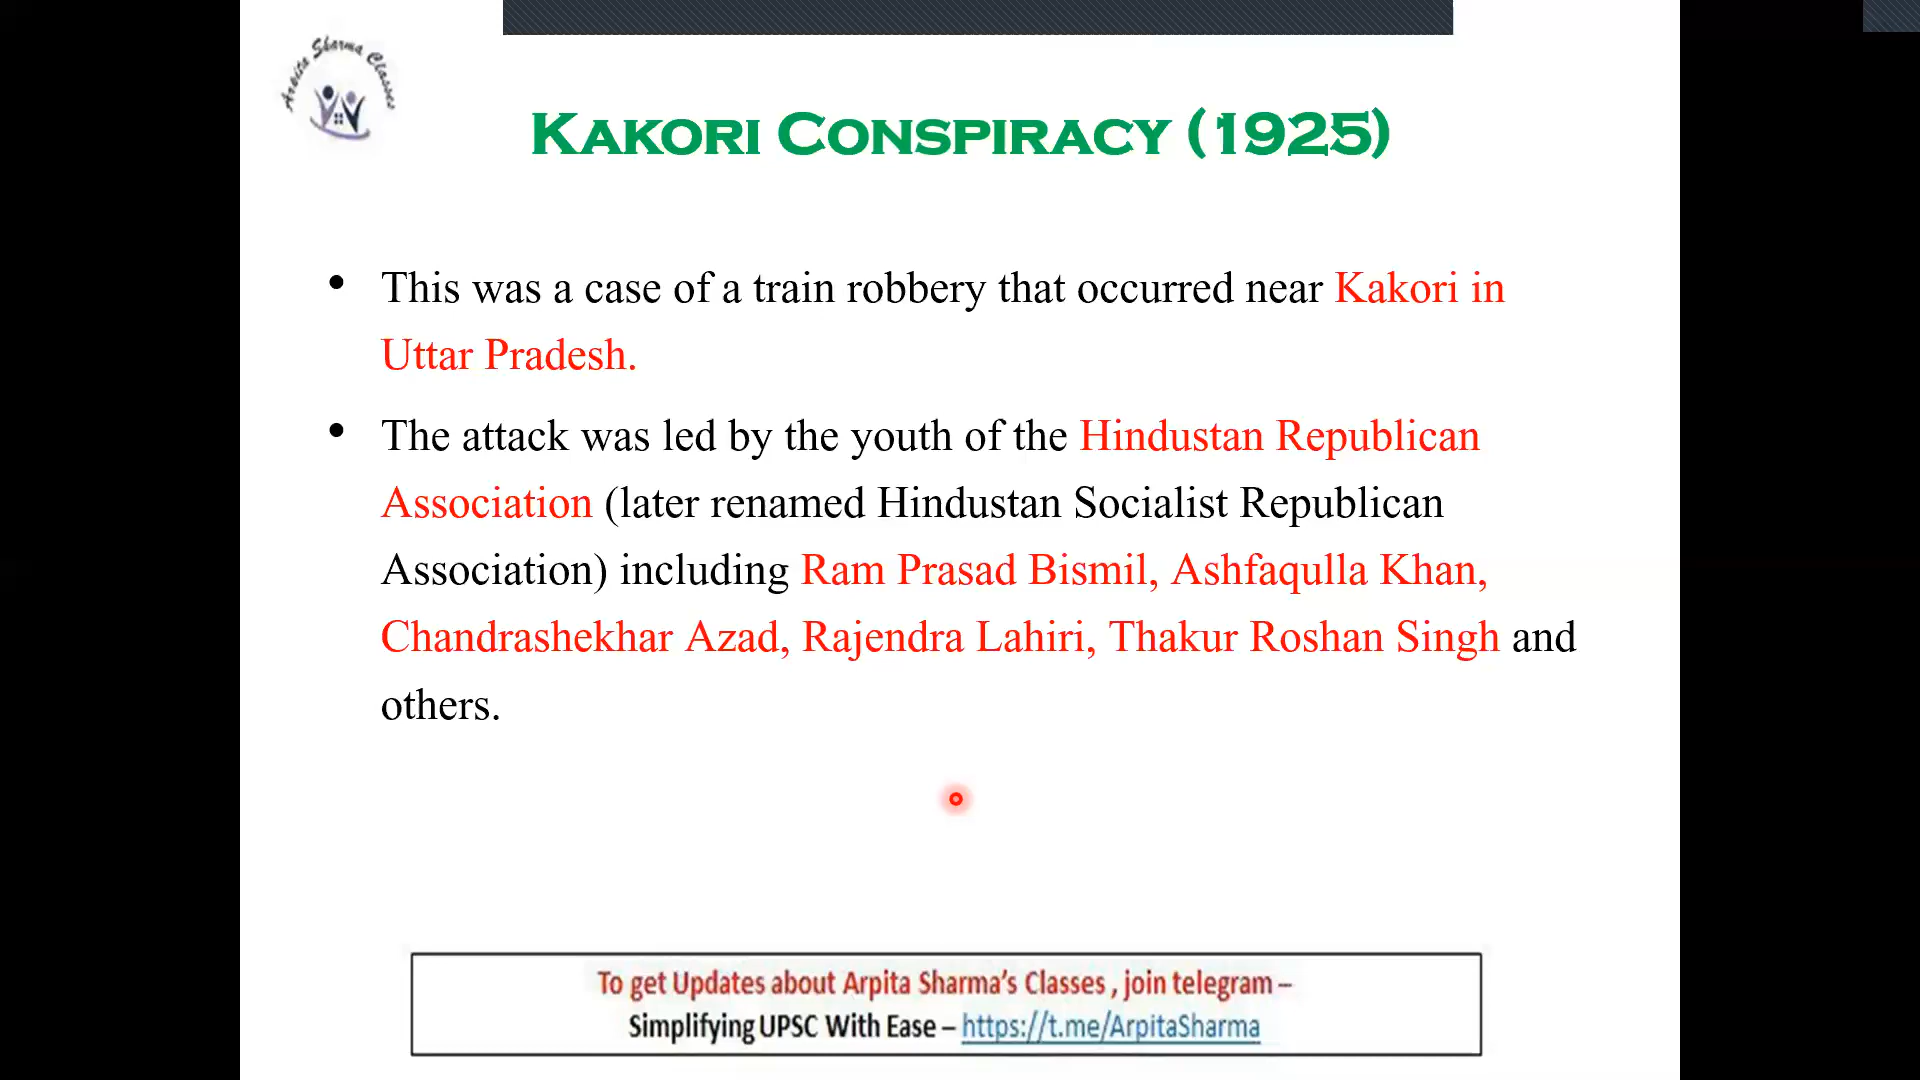 Arpita Sharma Classes
KAKORI CONSPIRACY (1925)
• This was a case of a train robbery that occurred near Kakori in
Uttar Pradesh.
• The attack was led by the youth of the Hindustan Republican
Association (later renamed Hindustan Socialist Republican
Association) including Ram Prasad Bismil, Ashfaqulla Khan,
Chandrashekhar Azad, Rajendra Lahiri, Thakur Roshan Singh and
others.
To get Updates about Arpita Sharma's Classes , join telegram –
Simplifying UPSC With Ease – https://t.me/ArpitaSharma